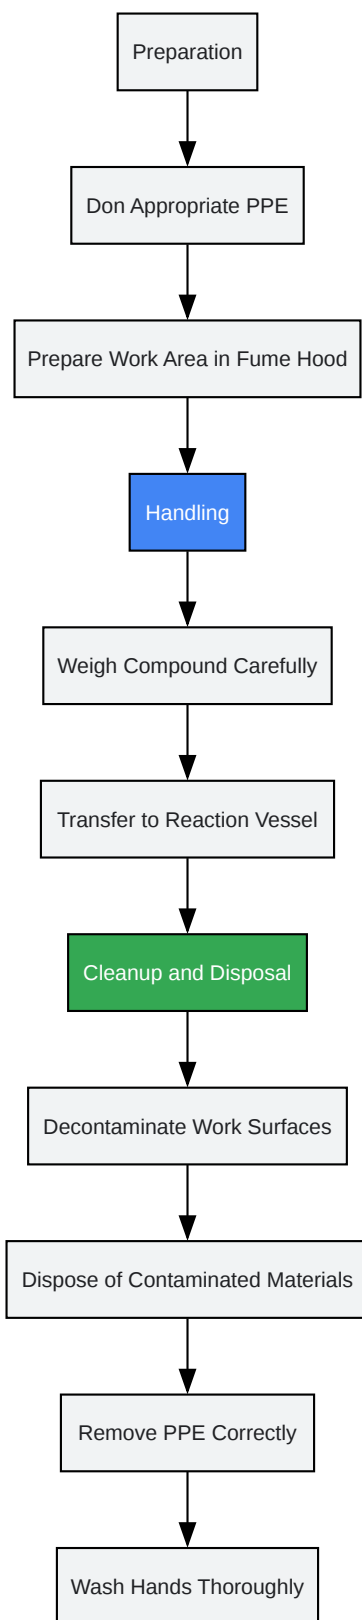 Preparation
Don Appropriate PPE
Prepare Work Area in Fume Hood
Handling
Weigh Compound Carefully
Transfer to Reaction Vessel
Cleanup and Disposal
Decontaminate Work Surfaces
Dispose of Contaminated Materials
Remove PPE Correctly
Wash Hands Thoroughly